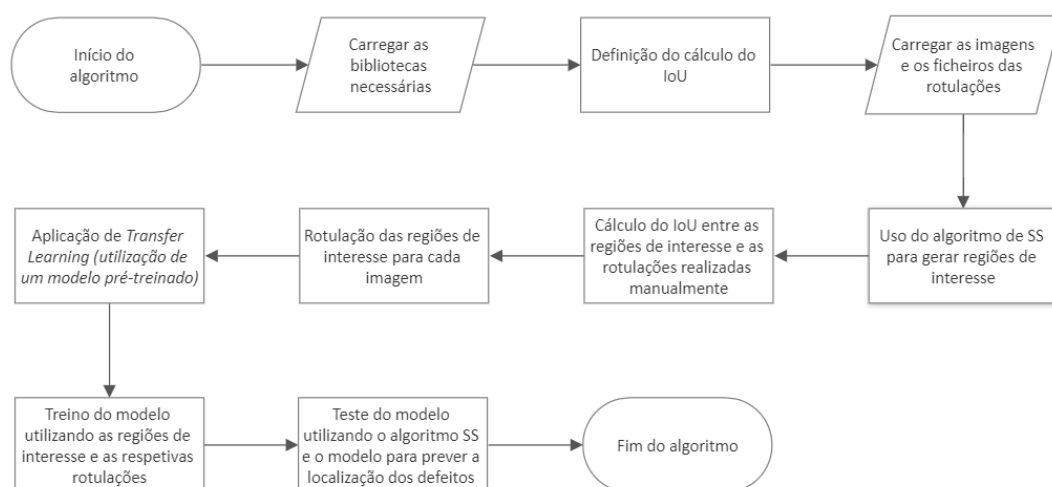 Início do
algoritmo
Carregar as
bibliotecas
necessárias
Definição do cálculo do
IoU
Carregar as imagens
e os ficheiros das
rotulações
Uso do algoritmo de SS
para gerar regiões de
interesse
Cálculo do IoU entre as
regiões de interesse e as
rotulações realizadas
manualmente
Rotulação das regiões de
interesse para cada
imagem
Aplicação de Transfer
Learning (utilização de
um modelo pré-treinado)
Treino do modelo
utilizando as regiões de
interesse e as respetivas
rotulações
Teste do modelo
utilizando o algoritmo SS
e o modelo para prever a
localização dos defeitos
Fim do algoritmo